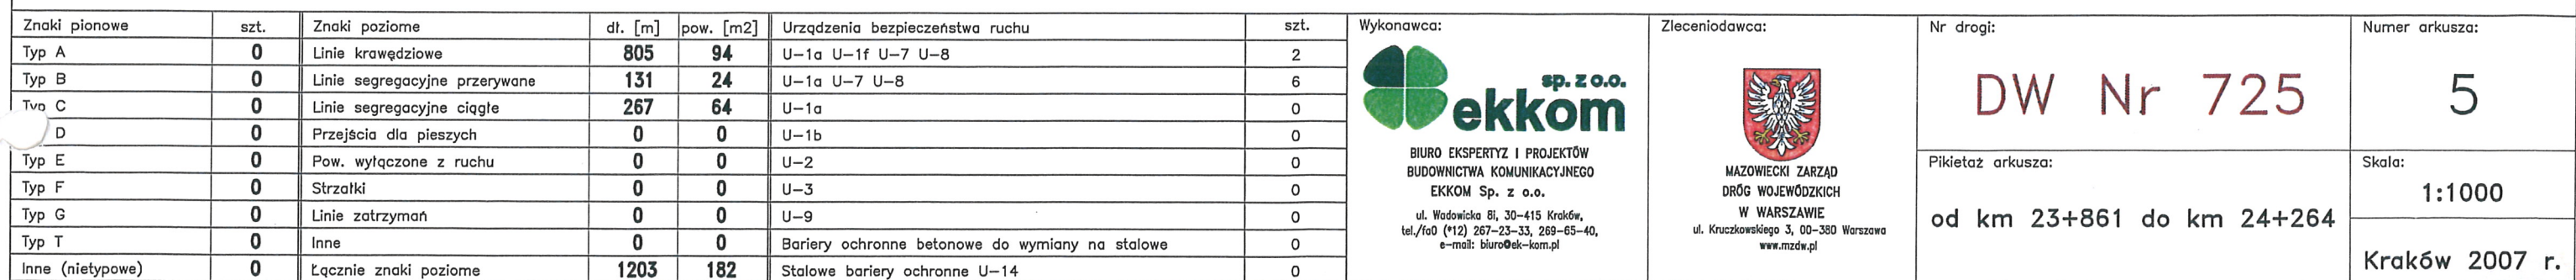 Znaki pionowe szt. Znaki poziome dł. [m] pow. [m2] Urządzenia bezpieczeństwa ruchu szt.
Typ A 0 Linie krawędziowe 805 94 U-1a U-1f U-7 U-8 2
Typ B 0 Linie segregacyjne przerywane 131 24 U-1a U-7 U-8 6
Typ C 0 Linie segregacyjne ciągłe 267 64 U-1a 0
D 0 Przejścia dla pieszych 0 0 U-1b 0
Typ E 0 Pow. wyłączone z ruchu 0 0 U-2 0
Typ F 0 Strzałki 0 0 U-3 0
Typ G 0 Linie zatrzymań 0 0 U-9 0
Typ T 0 Inne 0 0 Bariery ochronne betonowe do wymiany na stalowe 0
Inne (nietypowe) 0 Łącznie znaki poziome 1203 182 Stalowe bariery ochronne U-14 0
Wykonawca:
sp. z o.o.
ekkom
BIURO EKSPERTYZ I PROJEKTÓW
BUDOWNICTWA KOMUNIKACYJNEGO
EKKOM Sp. z o.o.
ul. Wadowicka 8i, 30-415 Kraków,
tel./fa0 (*12) 267-23-33, 269-65-40,
e-mail: biuro@ek-kom.pl
Zleceniodawca:
MAZOWIECKI ZARZĄD
DRÓG WOJEWÓDZKICH
W WARSZAWIE
ul. Kruczkowskiego 3, 00-380 Warszawa
www.mzdw.pl
Nr drogi:
DW Nr 725
Pikietaż arkusza:
od km 23+861 do km 24+264
Numer arkusza:
5
Skala:
1:1000
Kraków 2007 r.